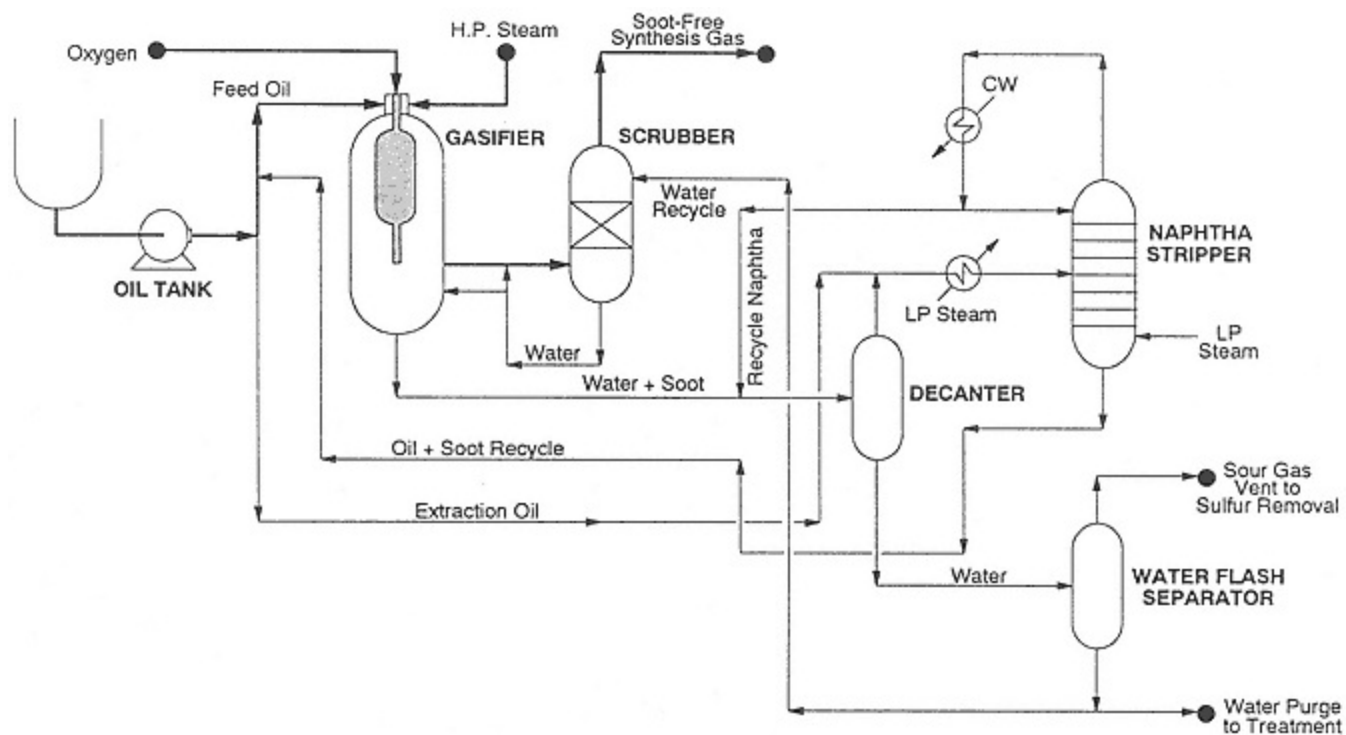 Soot-Free
Synthesis Gas
H.P. Steam
Oxygen
Feed Oil
CW
GASIFIER
SCRUBBER
Water
Recycle
NAPHTHA
STRIPPER
Recycle Naphtha
OIL TANK
LP Steam
LP
Steam
Water
Water + Soot
DECANTER
Oil + Soot Recycle
Sour Gas
Vent to
Sulfur Removal
Extraction Oil
Water
WATER FLASH
SEPARATOR
Water Purge
to Treatment